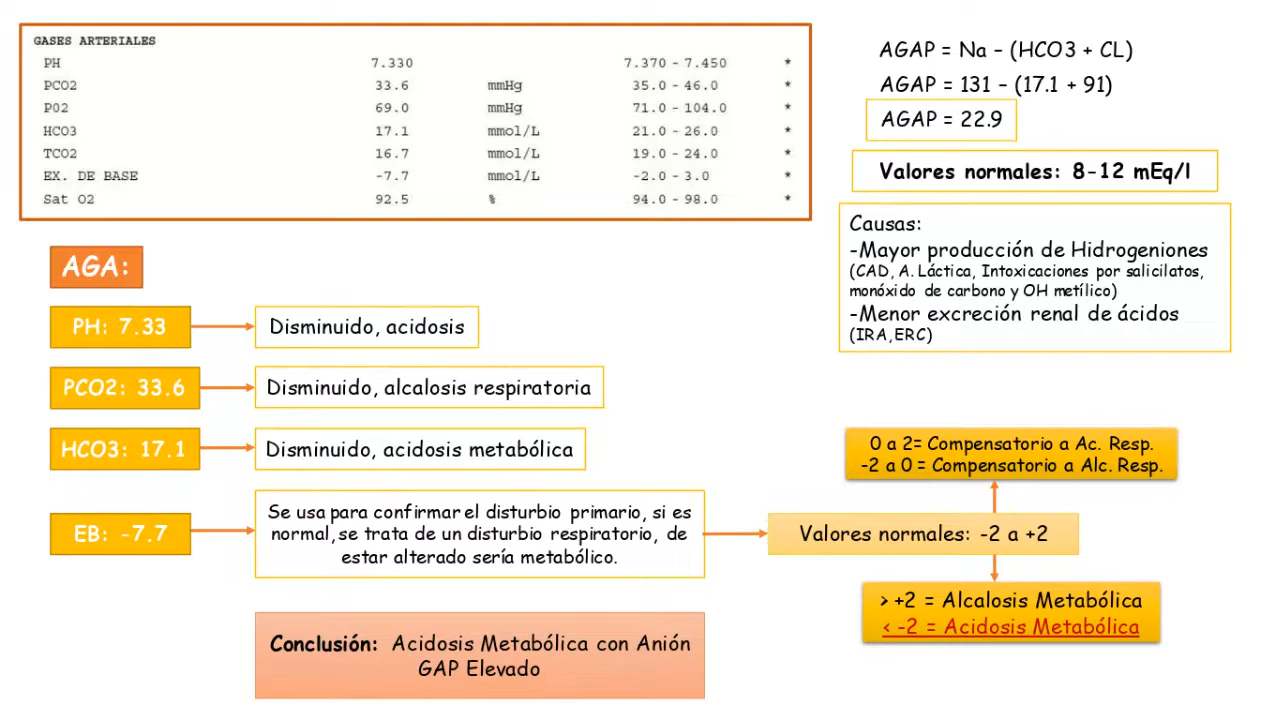 GASES ARTERIALES
PH 7.330 7.370 - 7.450 *
PCO2 33.6 mmHg 35.0 - 46.0 *
P02 69.0 mmHg 71.0 - 104.0 *
HCO3 17.1 mmol/L 21.0 - 26.0 *
TCO2 16.7 mmol/L 19.0 - 24.0 *
EX. DE BASE -7.7 mmol/L -2.0 - 3.0 *
Sat O2 92.5 % 94.0 - 98.0 *
AGAP = Na – (HCO3 + CL)
AGAP = 131 – (17.1 + 91)
AGAP = 22.9
Valores normales: 8-12 mEq/l
Causas:
-Mayor producción de Hidrogeniones
(CAD, A. Láctica, Intoxicaciones por salicilatos,
monóxido de carbono y OH metílico)
-Menor excreción renal de ácidos
(IRA, ERC)
AGA:
PH: 7.33
Disminuido, acidosis
PCO2: 33.6
Disminuido, alcalosis respiratoria
HCO3: 17.1
Disminuido, acidosis metabólica
EB: -7.7
Se usa para confirmar el disturbio primario, si es
normal, se trata de un disturbio respiratorio, de
estar alterado sería metabólico.
0 a 2= Compensatorio a Ac. Resp.
-2 a 0 = Compensatorio a Alc. Resp.
Valores normales: -2 a +2
> +2 = Alcalosis Metabólica
< -2 = Acidosis Metabólica
Conclusión: Acidosis Metabólica con Anión
GAP Elevado